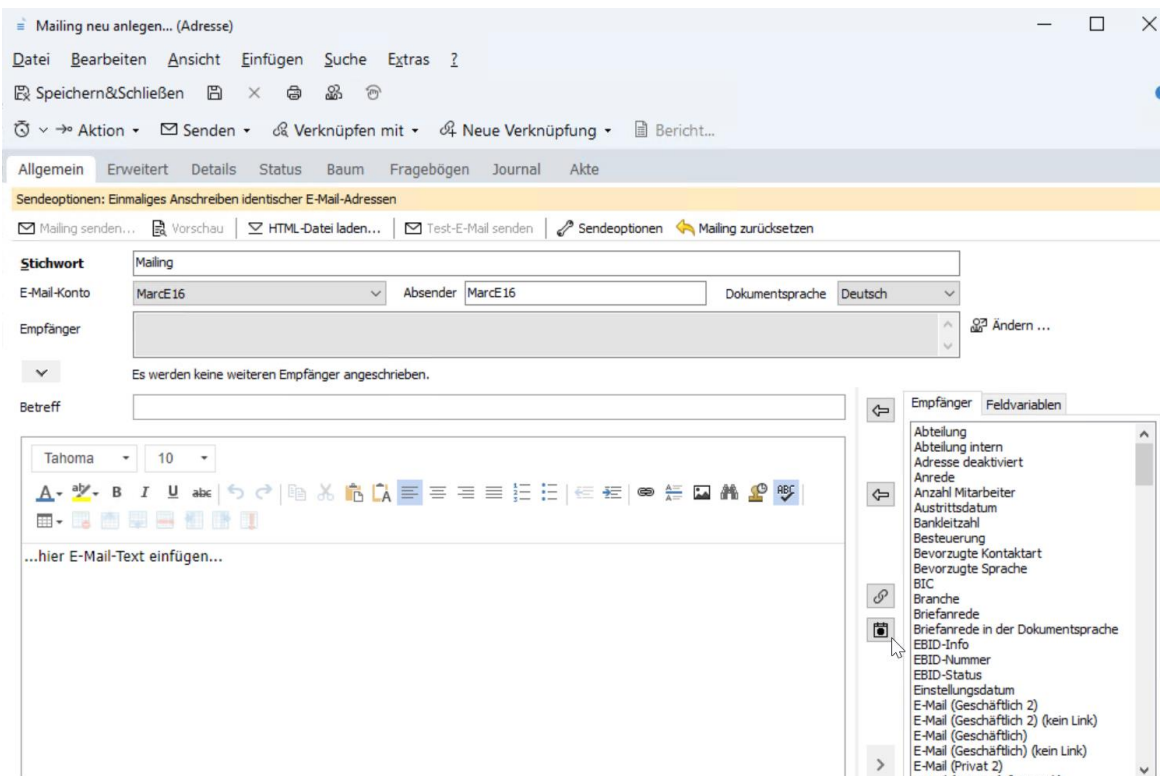 Mailing neu anlegen... (Adresse)
Datei Bearbeiten Ansicht Einfügen Suche Extras ?
Speichern&Schließen
Aktion Senden Verknüpfen mit Neue Verknüpfung Bericht...
Allgemein Erweitert Details Status Baum Fragebögen Journal Akte
Sendeoptionen: Einmaliges Anschreiben identischer E-Mail-Adressen
Mailing senden... Vorschau HTML-Datei laden... Test-E-Mail senden Sendeoptionen Mailing zurücksetzen
Stichwort Mailing
E-Mail-Konto MarcE16 Absender MarcE16 Dokumentsprache Deutsch
Empfänger Ändern ...
Es werden keine weiteren Empfänger angeschrieben.
Betreff
Empfänger Feldvariablen
Tahoma 10
A aby B I U abc ABC
...hier E-Mail-Text einfügen...
Abteilung
Abteilung intern
Adresse deaktiviert
Anrede
Anzahl Mitarbeiter
Austrittsdatum
Bankleitzahl
Besteuerung
Bevorzugte Kontaktart
Bevorzugte Sprache
BIC
Branche
Briefanrede
Briefanrede in der Dokumentsprache
EBID-Info
EBID-Nummer
EBID-Status
Einstellungsdatum
E-Mail (Geschäftlich 2)
E-Mail (Geschäftlich 2) (kein Link)
E-Mail (Geschäftlich)
E-Mail (Geschäftlich) (kein Link)
E-Mail (Privat 2)